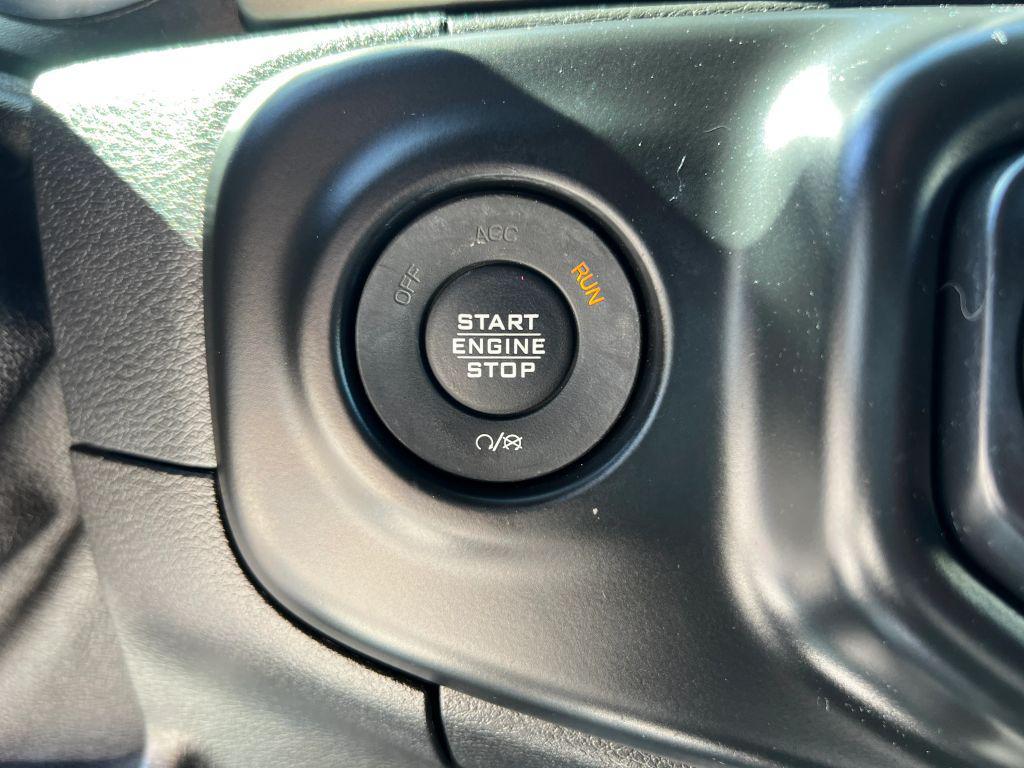 ACC
OFF
RUN
START
ENGINE
STOP